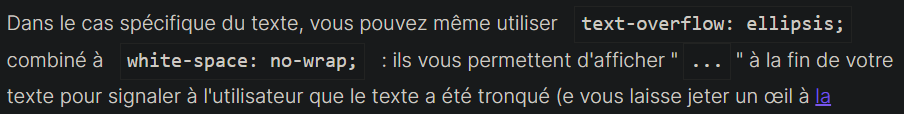 Dans le cas spécifique du texte, vous pouvez même utiliser text-overflow: ellipsis;
combiné à white-space: no-wrap; : ils vous permettent d'afficher " ... " à la fin de votre
texte pour signaler à l'utilisateur que le texte a été tronqué (e vous laisse jeter un œil à la